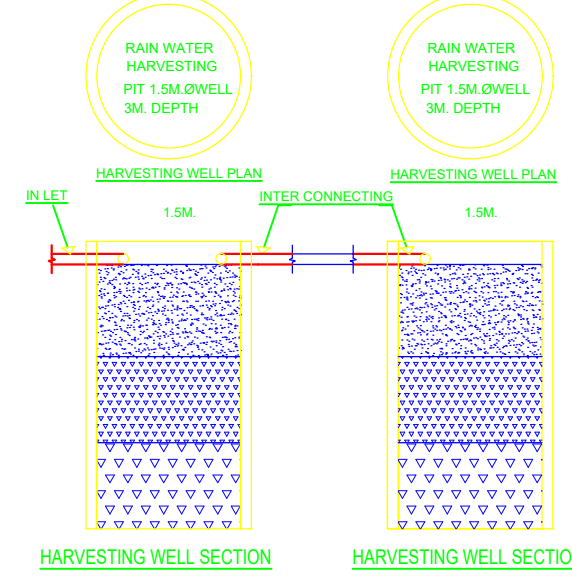 RAIN WATER
HARVESTING
PIT 1.5M.ØWELL
3M. DEPTH
RAIN WATER
HARVESTING
PIT 1.5M.ØWELL
3M. DEPTH
HARVESTING WELL PLAN
HARVESTING WELL PLAN
IN LET
INTER CONNECTING
1.5M.
1.5M.
HARVESTING WELL SECTION
HARVESTING WELL SECTIO